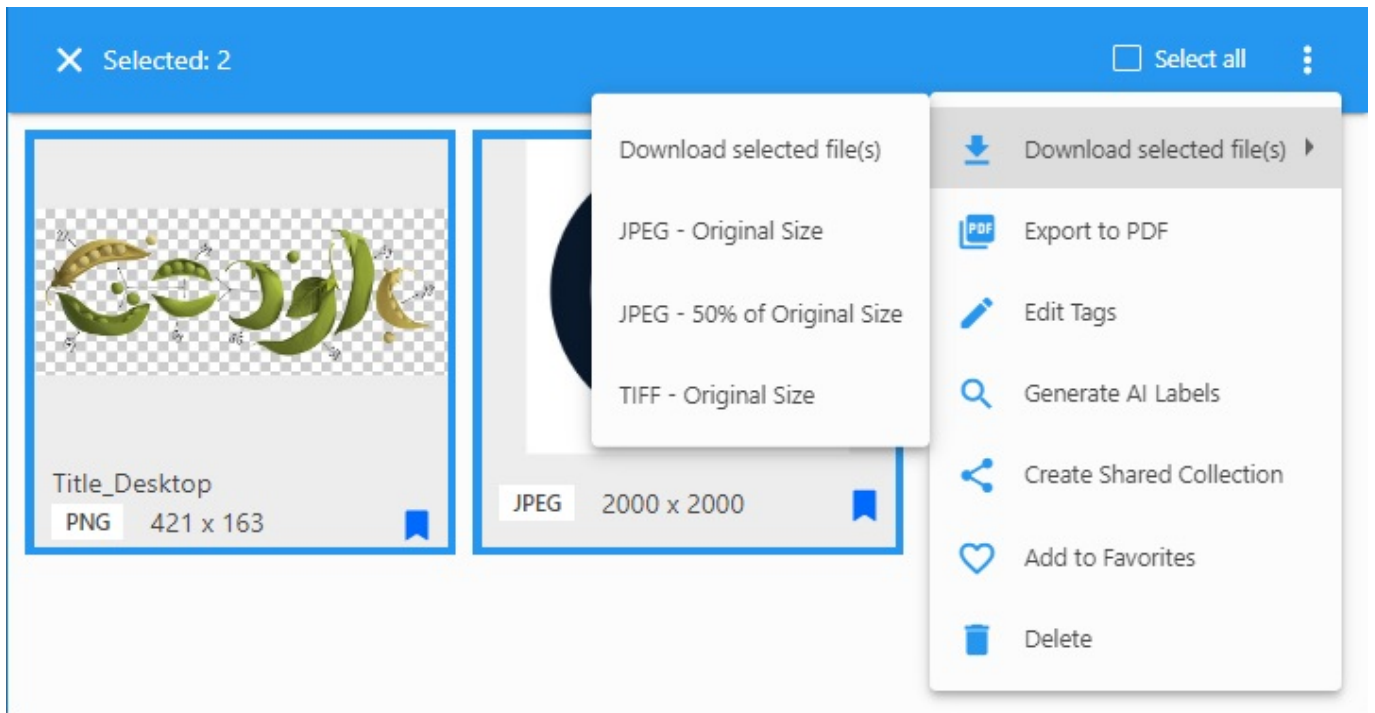 Selected: 2
Select all
Download selected file(s)
JPEG - Original Size
JPEG - 50% of Original Size
TIFF - Original Size
Download selected file(s)
PDF
Export to PDF
Edit Tags
Generate AI Labels
Create Shared Collection
Add to Favorites
Delete
Title_Desktop
PNG 421 x 163
JPEG 2000 x 2000